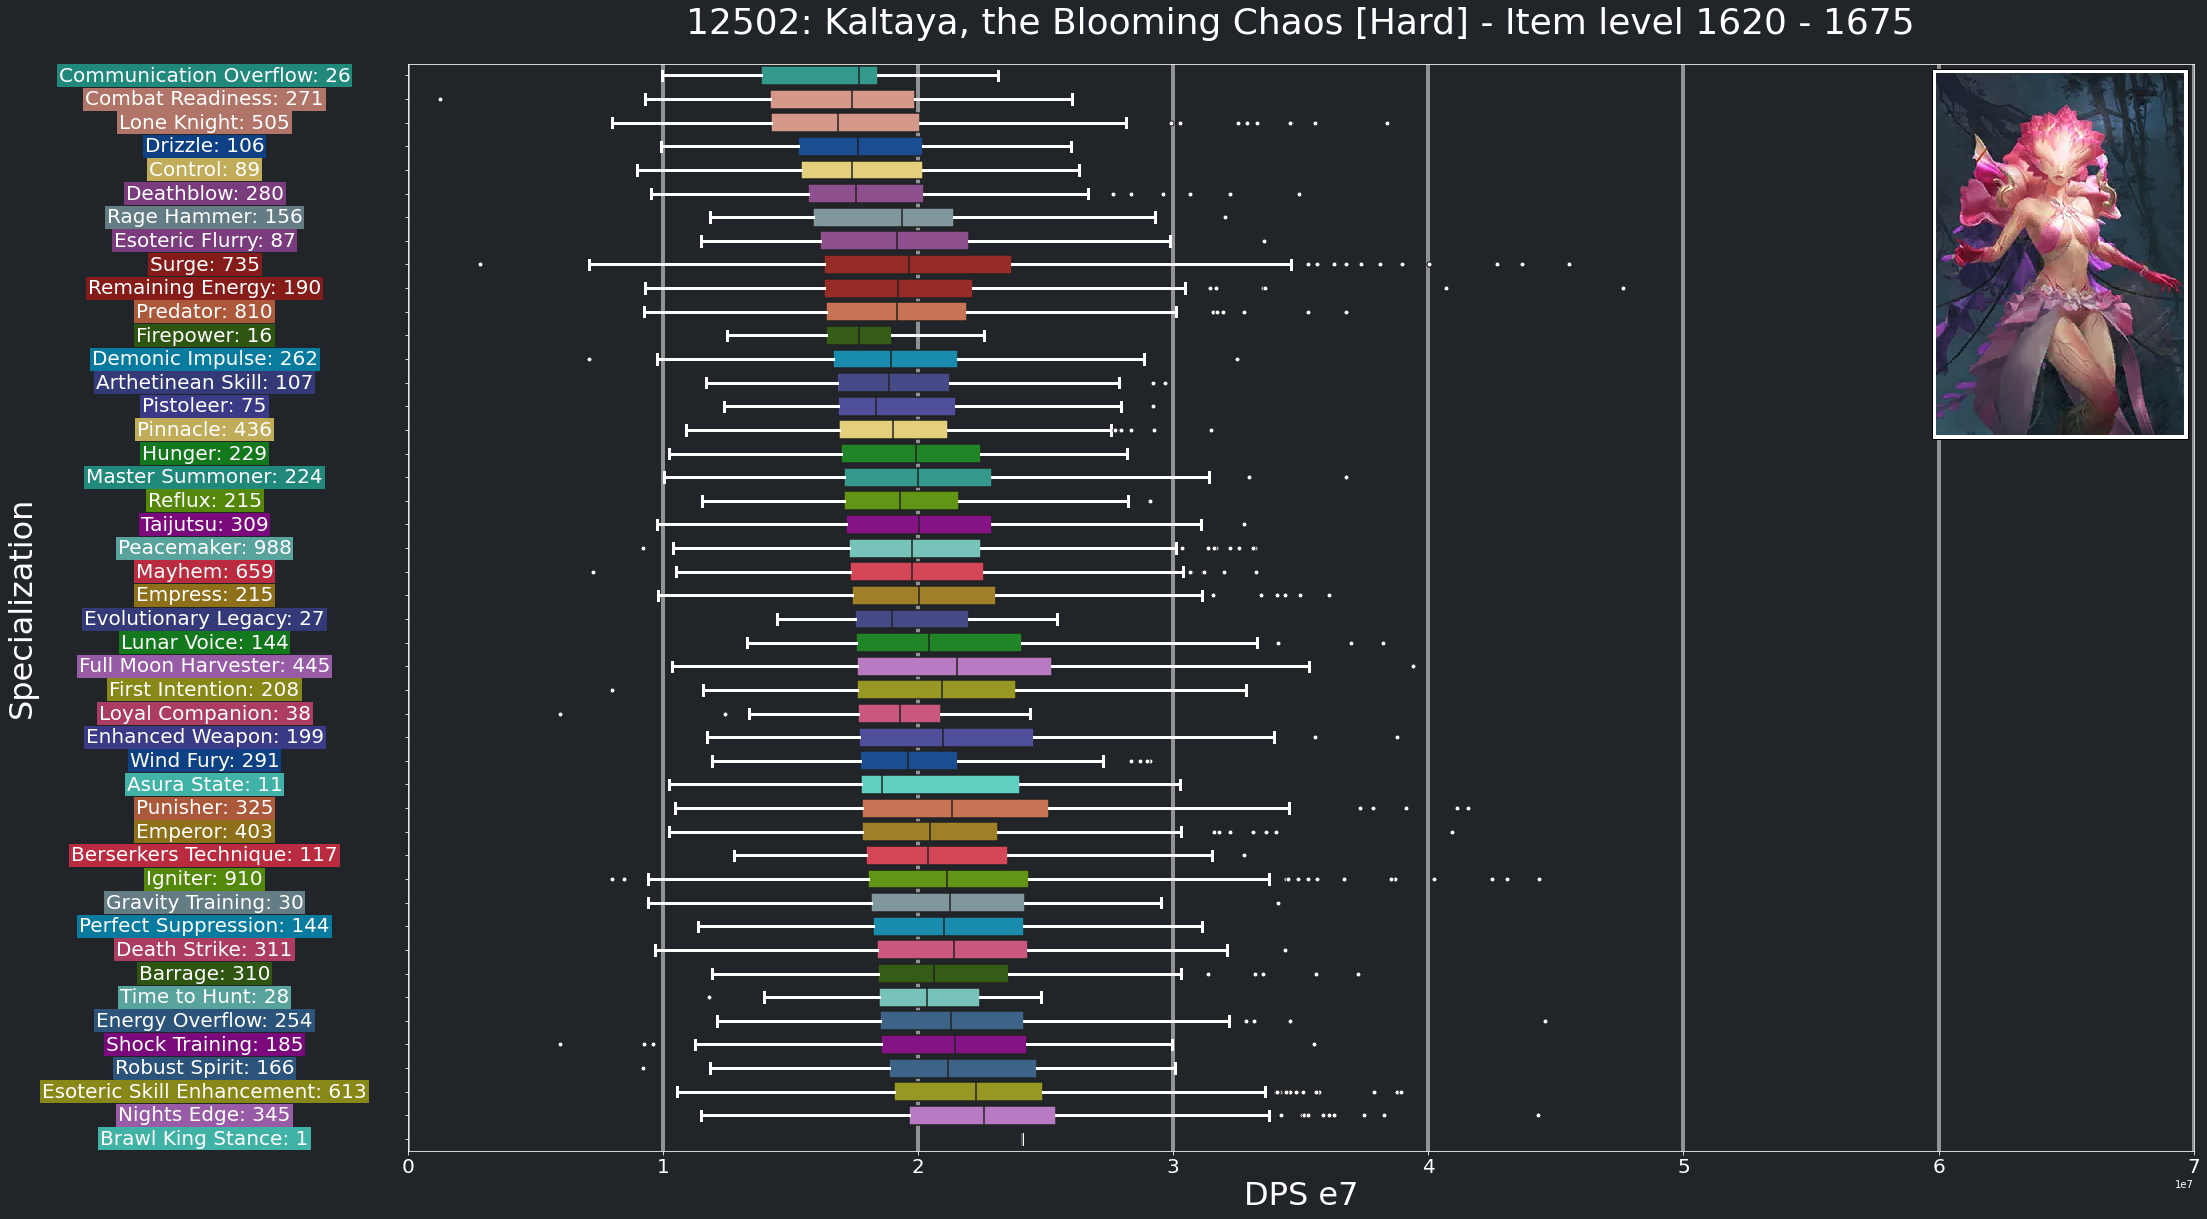 12502: Kaltaya, the Blooming Chaos [Hard] - Item level 1620 - 1675
Specialization
Communication Overflow: 26
Combat Readiness: 271
Lone Knight: 505
Drizzle: 106
Control: 89
Deathblow: 280
Rage Hammer: 156
Esoteric Flurry: 87
Surge: 735
Remaining Energy: 190
Predator: 810
Firepower: 16
Demonic Impulse: 262
Arthetinean Skill: 107
Pistoleer: 75
Pinnacle: 436
Hunger: 229
Master Summoner: 224
Reflux: 215
Taijutsu: 309
Peacemaker: 988
Mayhem: 659
Empress: 215
Evolutionary Legacy: 27
Lunar Voice: 144
Full Moon Harvester: 445
First Intention: 208
Loyal Companion: 38
Enhanced Weapon: 199
Wind Fury: 291
Asura State: 11
Punisher: 325
Emperor: 403
Berserkers Technique: 117
Igniter: 910
Gravity Training: 30
Perfect Suppression: 144
Death Strike: 311
Barrage: 310
Time to Hunt: 28
Energy Overflow: 254
Shock Training: 185
Robust Spirit: 166
Esoteric Skill Enhancement: 613
Nights Edge: 345
Brawl King Stance: 1
0 1 2 3 4 5 6 7
1e7
DPS e7